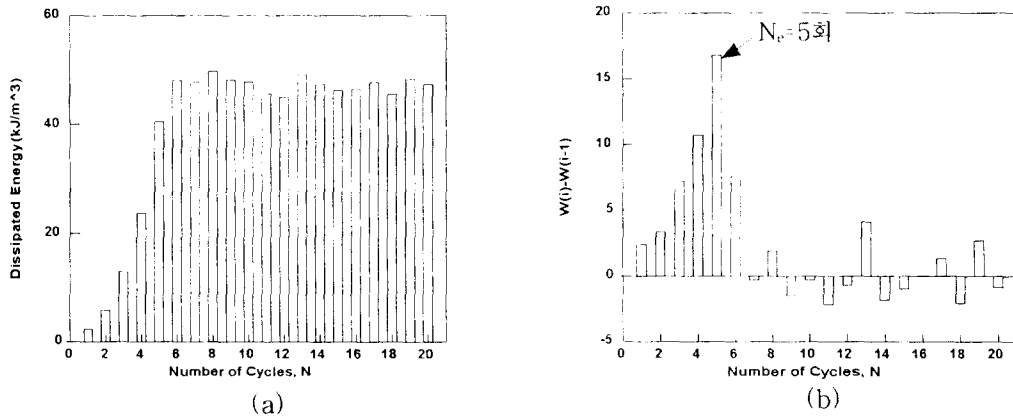 60
40
20
0
Dissipated Energy (kJ/m^3)
0 2 4 6 8 10 12 14 16 18 20
Number of Cycles, N
(a)
20
15
10
5
0
-5
W(i)-W(i-1)
Nₑ=5회
0 2 4 6 8 10 12 14 16 18 20
Number of Cycles, N
(b)